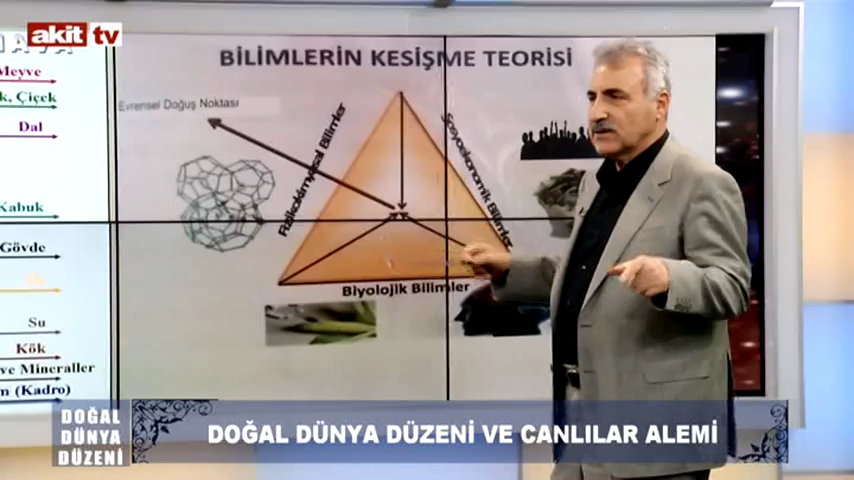 akit tv
BİLİMLERİN KESİŞME TEORİSİ
Meyve
Çiçek
Dal
Kabuk
Gövde
Su
Kök
ve Mineraller
(Kadro)
Evrensel Doğuş Noktası
Fizikokimyasal Bilimler
Sosyoekonomik Bilimler
Biyolojik Bilimler
DOĞAL
DÜNYA
DÜZENİ
DOĞAL DÜNYA DÜZENİ VE CANLILAR ALEMİ